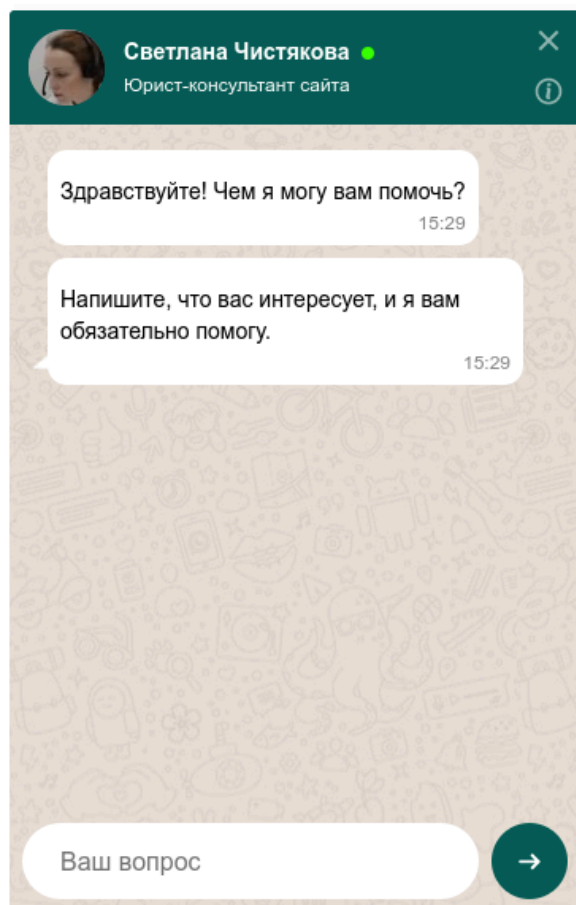 Светлана Чистякова
Юрист-консультант сайта
Здравствуйте! Чем я могу вам помочь?
15:29
Напишите, что вас интересует, и я вам
обязательно помогу.
15:29
Ваш вопрос